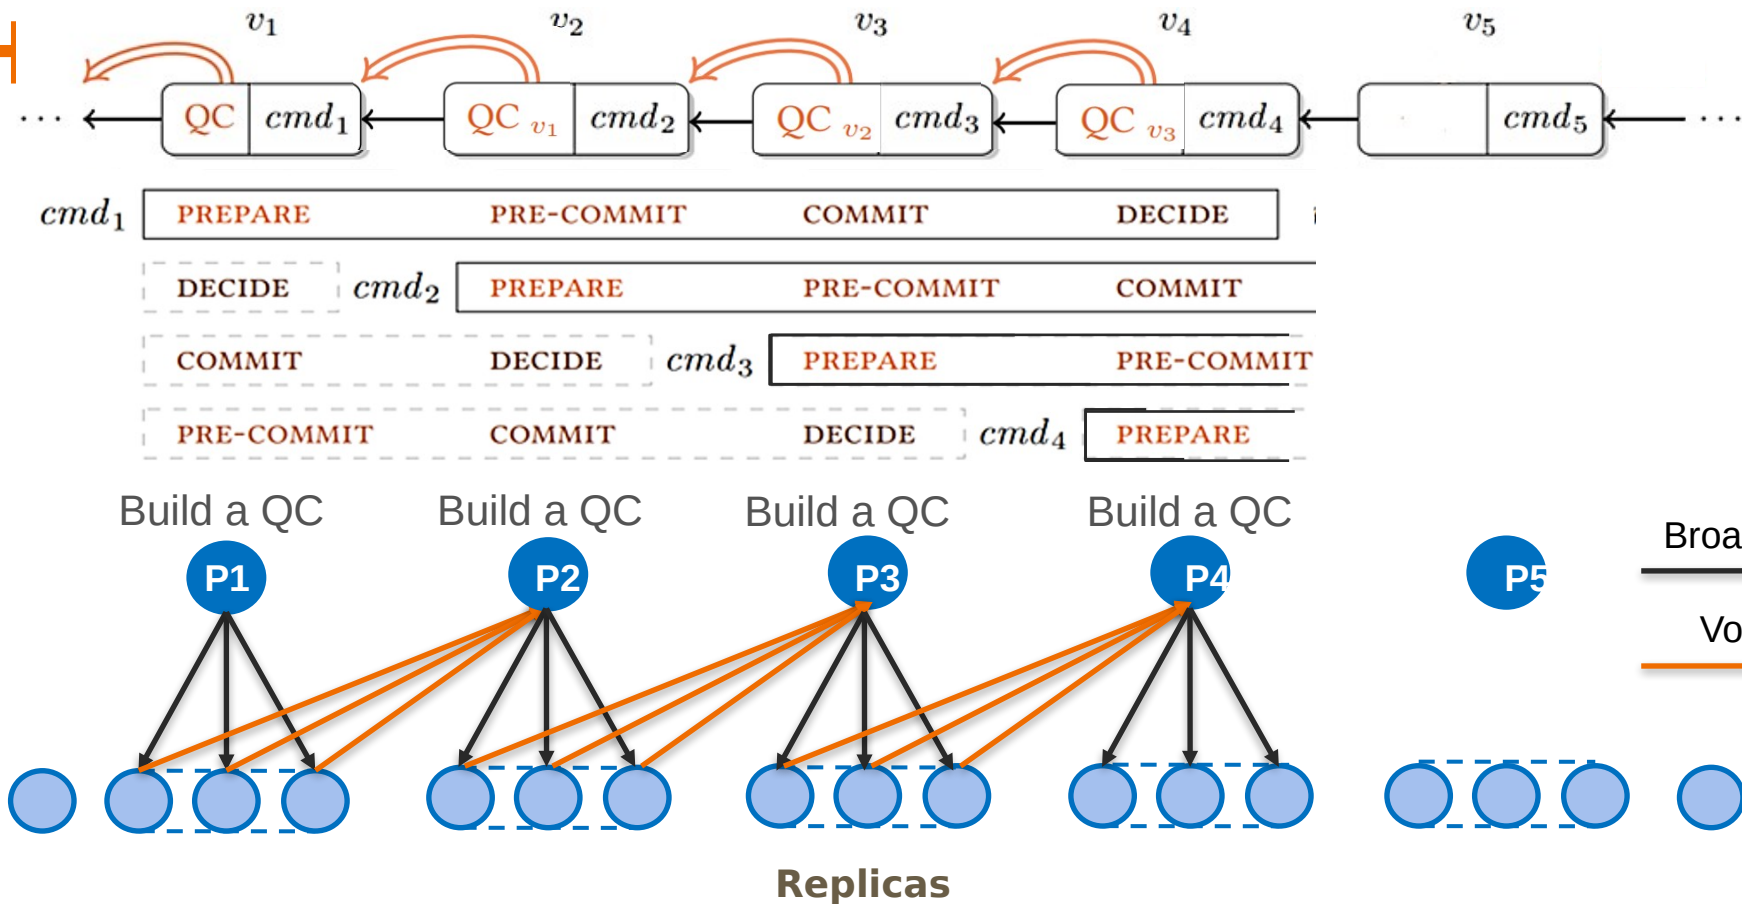 v1 v2 v3 v4 v5
··· QC cmd1 QC v1 cmd2 QC v2 cmd3 QC v3 cmd4 cmd5 ···
cmd1 PREPARE PRE-COMMIT COMMIT DECIDE
DECIDE cmd2 PREPARE PRE-COMMIT COMMIT
COMMIT DECIDE cmd3 PREPARE PRE-COMMIT
PRE-COMMIT COMMIT DECIDE cmd4 PREPARE
Build a QC Build a QC Build a QC Build a QC
Broa
P1 P2 P3 P4 P5
Vo
Replicas